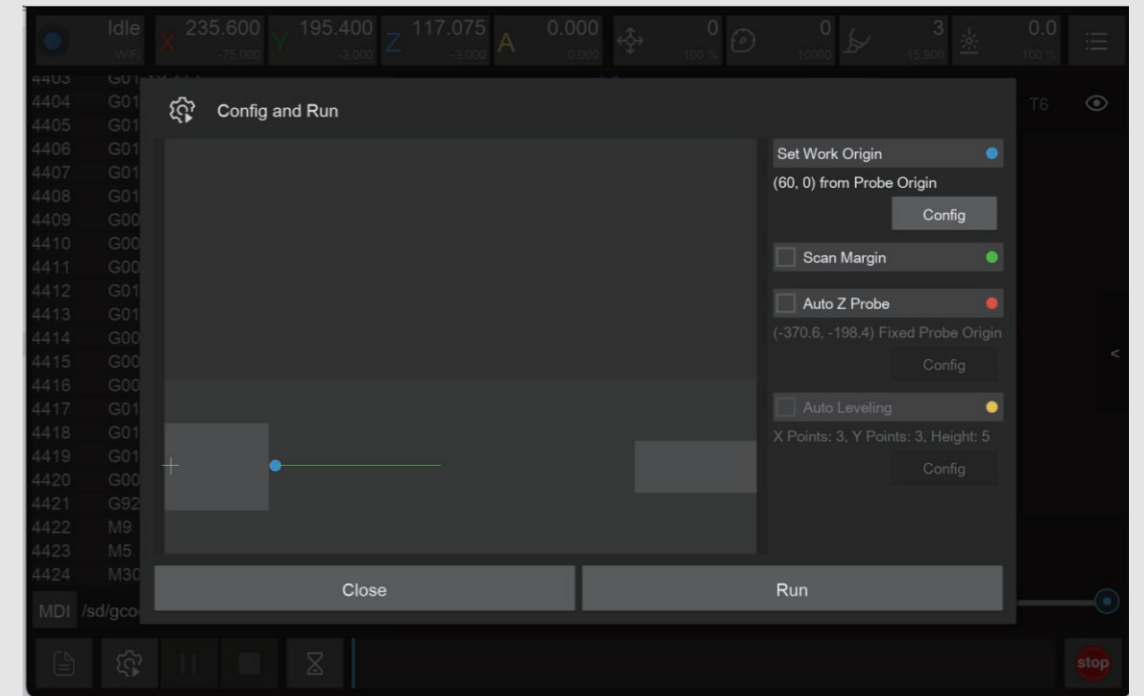 Idle 235.600 195.400 117.075 0.000 0 0 3 0.0
WiFi X -75.000 Y -3.000 Z -3.000 A 0.000 100 % 10000 -15.900 100 %
4403
4404 G01 T6
4405 G01
4406 G01
4407 G01
4408 G01
4409 G00
4410 G00
4411 G00
4412 G01
4413 G01
4414 G00
4415 G00
4416 G00
4417 G01
4418 G01
4419 G01
4420 G00
4421 G92
4422 M9
4423 M5
4424 M30
Config and Run
Set Work Origin
(60, 0) from Probe Origin
Config
Scan Margin
Auto Z Probe
(-370.6, -198.4) Fixed Probe Origin
Config
<
Auto Leveling
X Points: 3, Y Points: 3, Height: 5
Config
Close
Run
MDI /sd/gco
stop